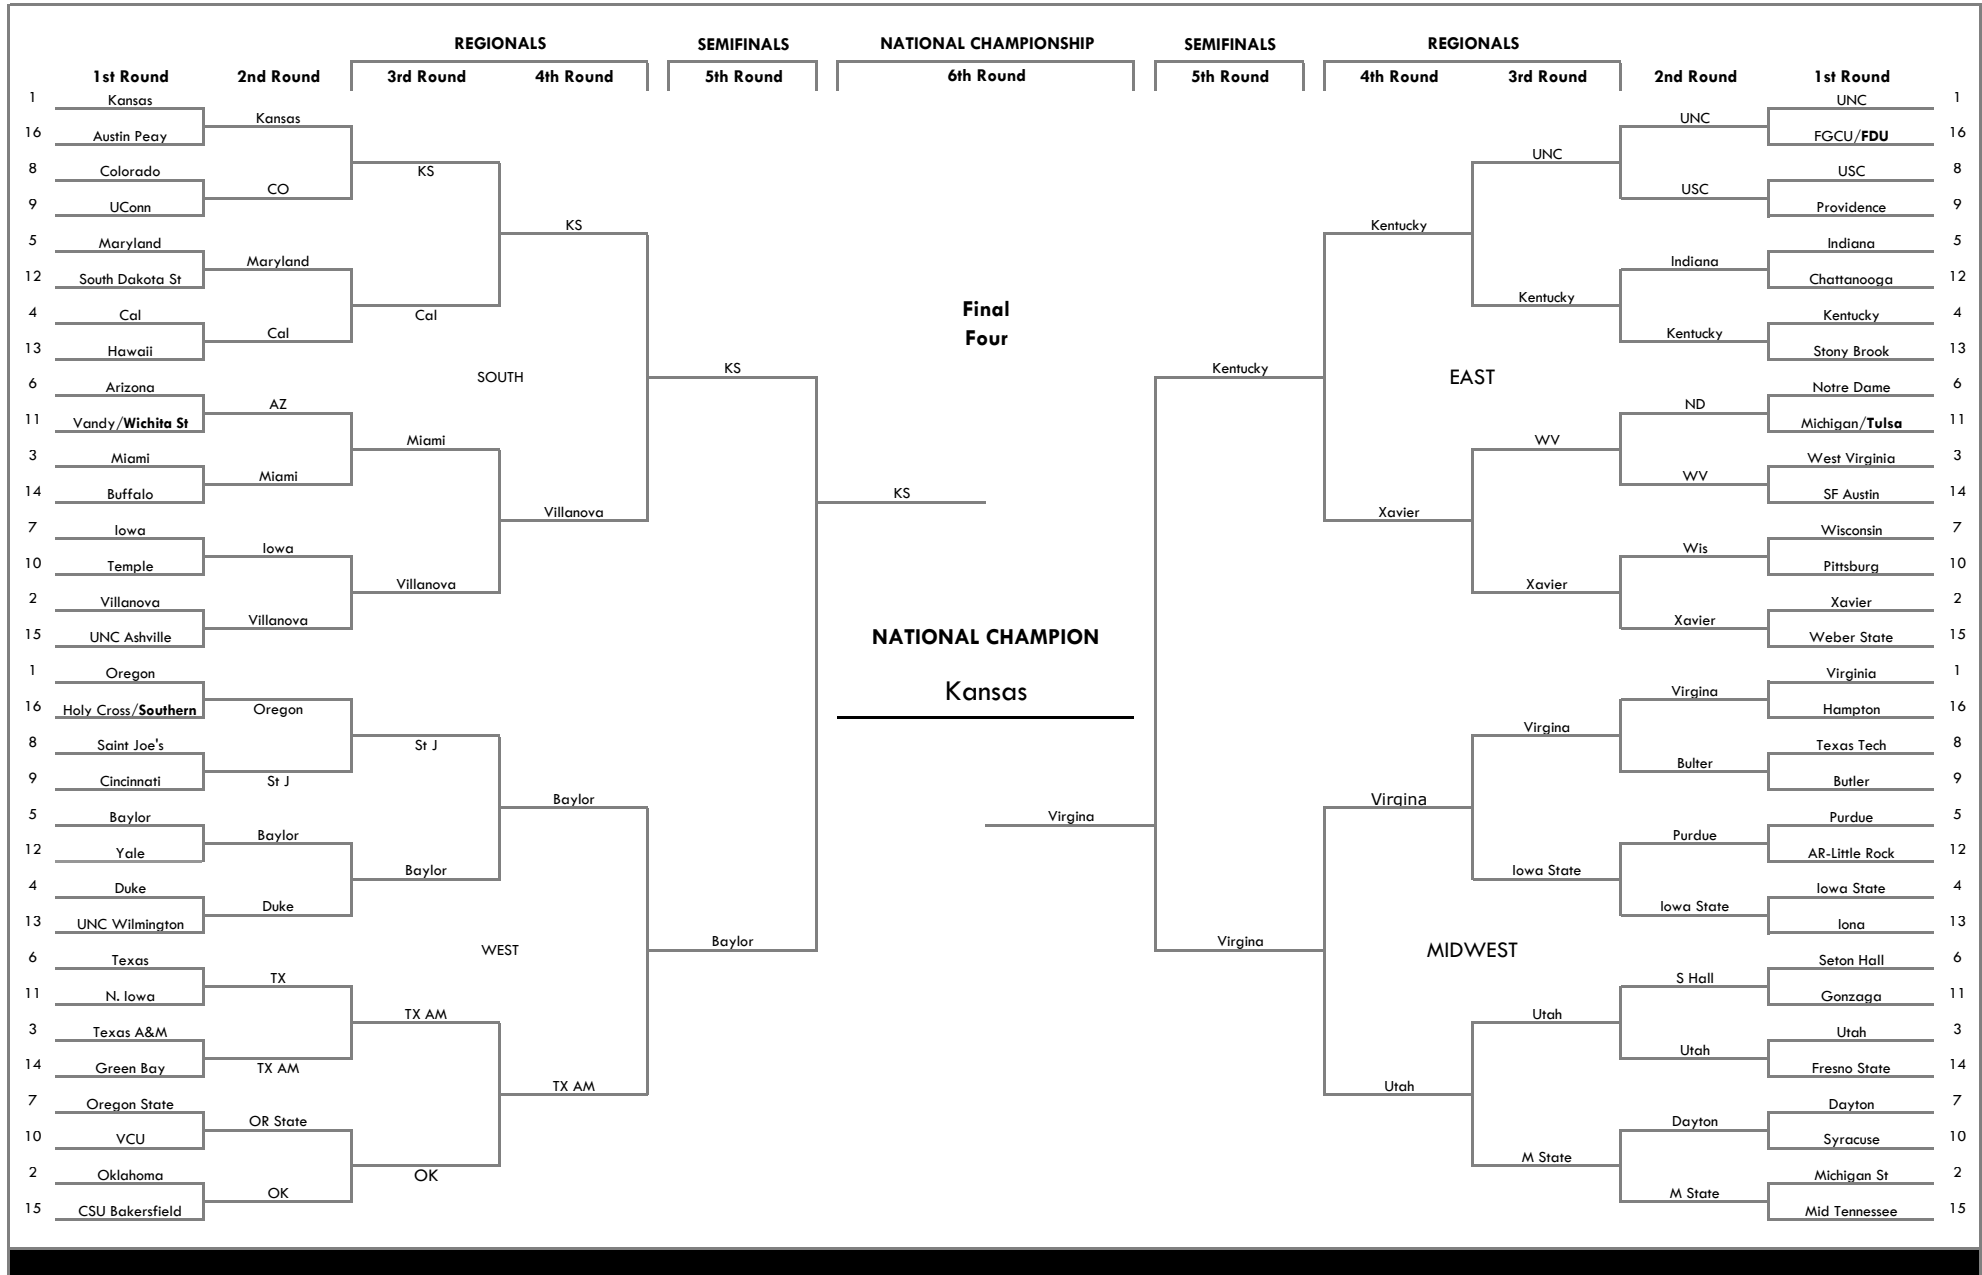 REGIONALS SEMIFINALS NATIONAL CHAMPIONSHIP SEMIFINALS REGIONALS
1st Round 2nd Round 3rd Round 4th Round 5th Round 6th Round 5th Round 4th Round 3rd Round 2nd Round 1st Round
1 Kansas UNC 1
Kansas UNC
16 Austin Peay FGCU/FDU 16
KS UNC
8 Colorado USC 8
CO USC
9 UConn Providence 9
KS Kentucky
5 Maryland Indiana 5
Maryland Indiana
12 South Dakota St Chattanooga 12
Cal Kentucky
4 Cal Kentucky 4
Cal Kentucky
13 Hawaii Stony Brook 13
Final
Four
SOUTH KS Kentucky EAST
6 Arizona Notre Dame 6
AZ ND
11 Vandy/Wichita St Michigan/Tulsa 11
Miami WV
3 Miami West Virginia 3
Miami WV
14 Buffalo SF Austin 14
KS
Villanova Xavier
7 Iowa Wisconsin 7
Iowa Wis
10 Temple Pittsburg 10
Villanova Xavier
2 Villanova Xavier 2
Villanova Xavier
15 UNC Ashville Weber State 15
NATIONAL CHAMPION
Kansas
1 Oregon Virginia 1
Oregon Virgina
16 Holy Cross/Southern Hampton 16
St J Virgina
8 Saint Joe's Texas Tech 8
St J Bulter
9 Cincinnati Butler 9
Baylor Virgina
Virgina
5 Baylor Purdue 5
Baylor Purdue
12 Yale AR-Little Rock 12
Baylor Iowa State
4 Duke Iowa State 4
Duke Iowa State
13 UNC Wilmington Iona 13
WEST Baylor Virgina MIDWEST
6 Texas Seton Hall 6
TX S Hall
11 N. Iowa Gonzaga 11
TX AM Utah
3 Texas A&M Utah 3
TX AM Utah
14 Green Bay Fresno State 14
TX AM Utah
7 Oregon State Dayton 7
OR State Dayton
10 VCU Syracuse 10
OK M State
2 Oklahoma Michigan St 2
OK M State
15 CSU Bakersfield Mid Tennessee 15